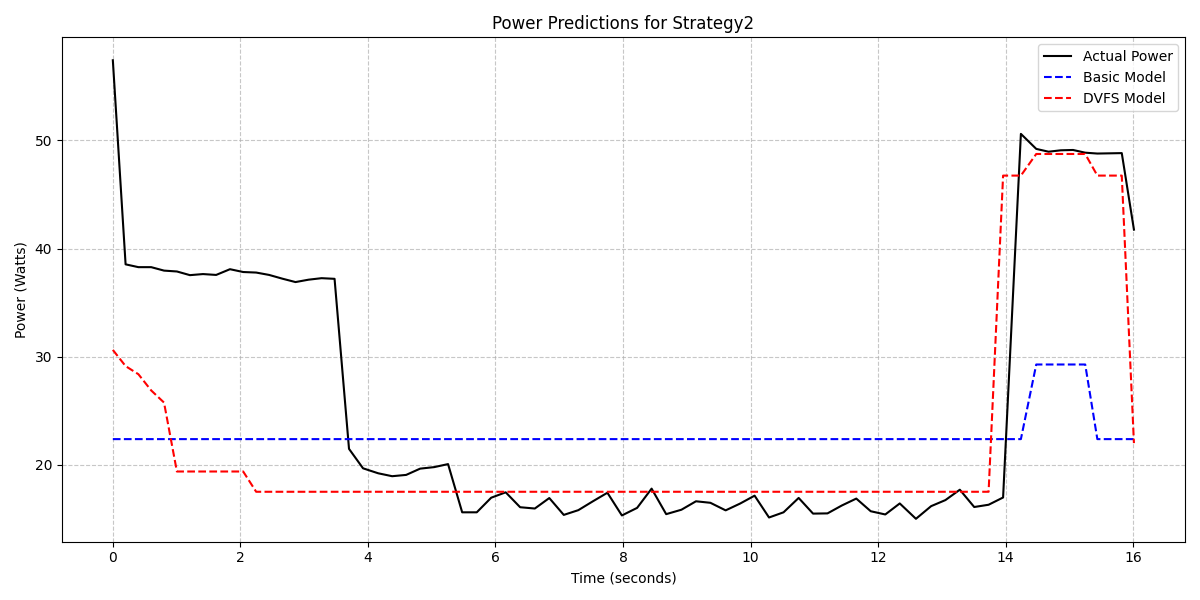 Power Predictions for Strategy2
Actual Power
Basic Model
DVFS Model
Power (Watts)
50
40
30
20
0 2 4 6 8 10 12 14 16
Time (seconds)